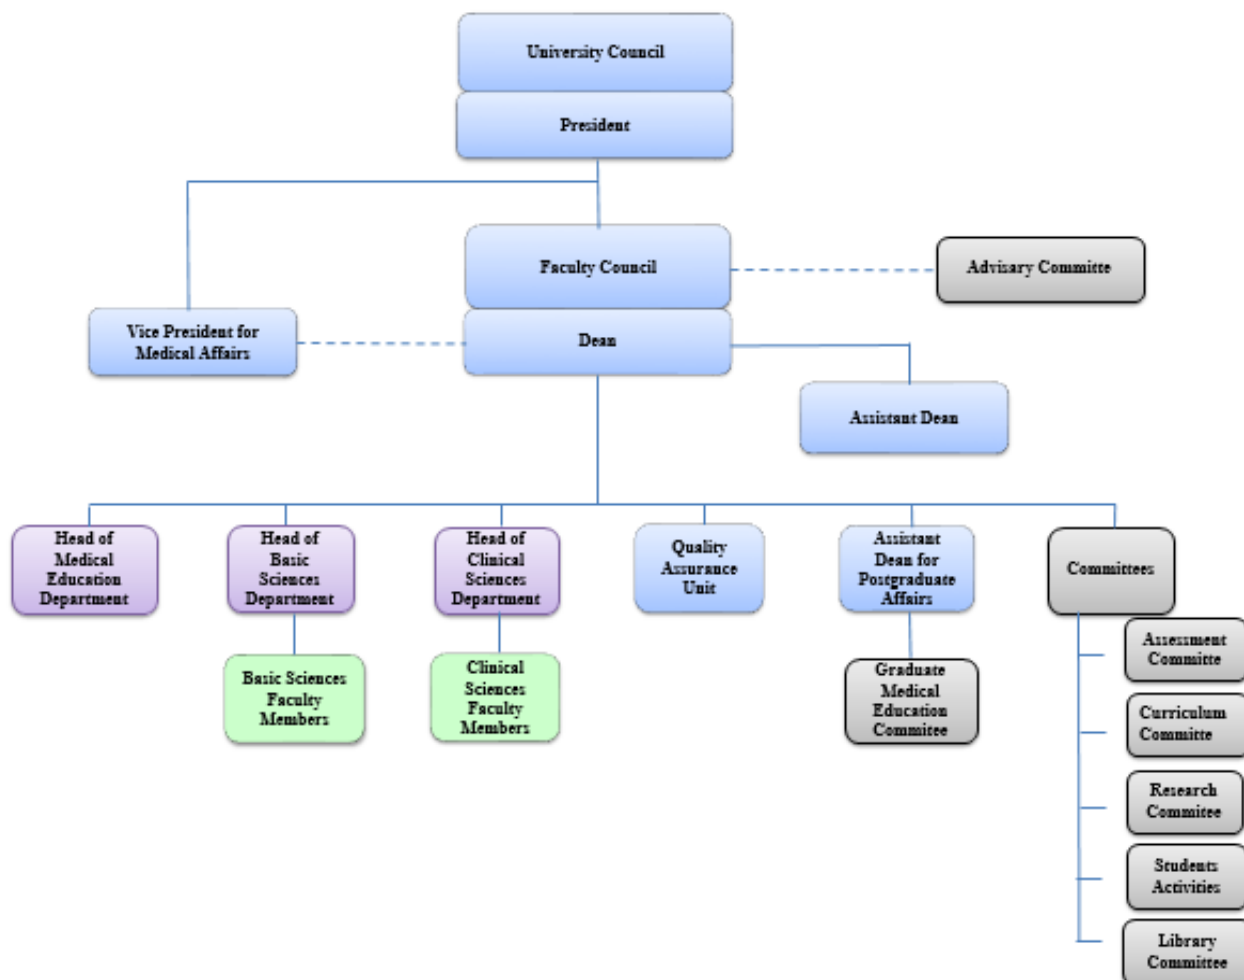 University Council
President
Faculty Council
Advisary Committe
Vice President for
Medical Affairs
Dean
Assistant Dean
Head of
Medical
Education
Department
Head of
Basic
Sciences
Department
Head of
Clinical
Sciences
Department
Quality
Assurance
Unit
Assistant
Dean for
Postgraduate
Affairs
Committees
Basic Sciences
Faculty
Members
Clinical
Sciences
Faculty
Members
Graduate
Medical
Education
Commitee
Assessment
Committe
Curriculum
Committe
Research
Commitee
Students
Activities
Library
Committee